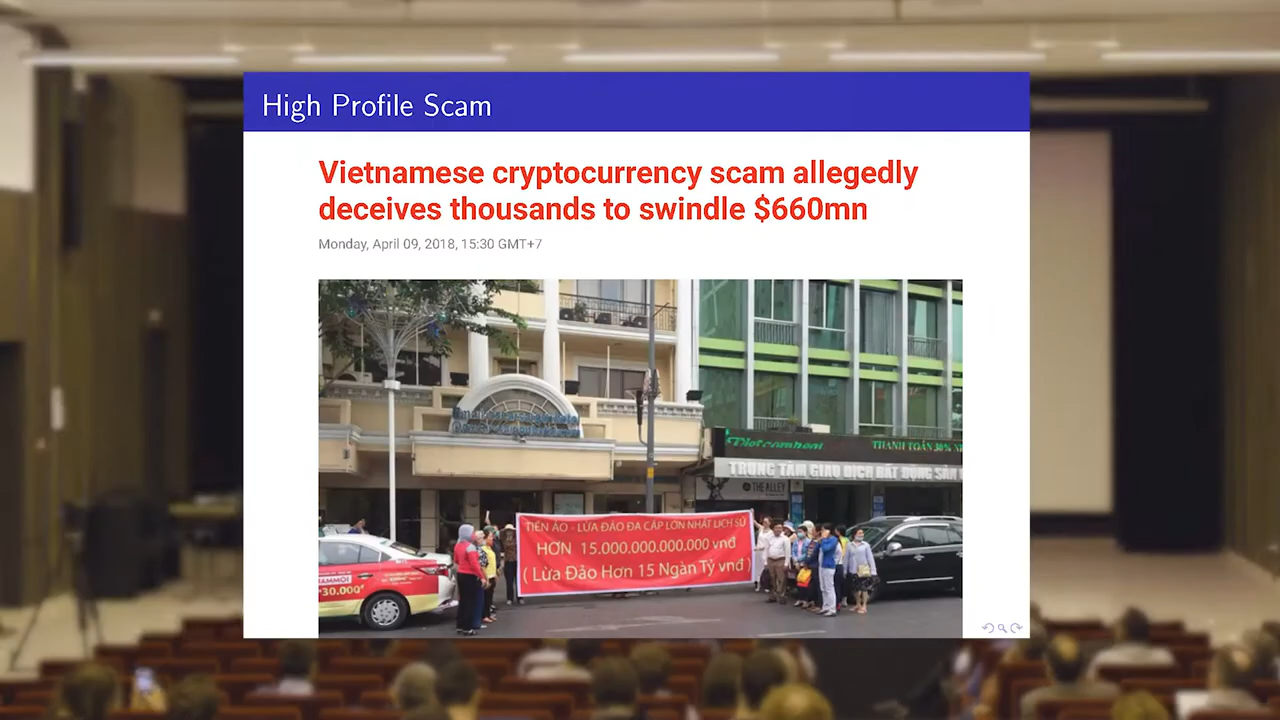 High Profile Scam
Vietnamese cryptocurrency scam allegedly
deceives thousands to swindle $660mn
Monday, April 09, 2018, 15:30 GMT+7
THANH TOÁN 30%
TRUNG TÂM GIAO DỊCH BẤT ĐỘNG SẢN
THE ALLEY
TIỀN ẢO - LỪA ĐẢO ĐA CẤP LỚN NHẤT LỊCH SỬ
HƠN 15.000.000.000.000 vnđ
( Lừa Đảo Hơn 15 Ngàn Tỷ vnđ )
30.000đ